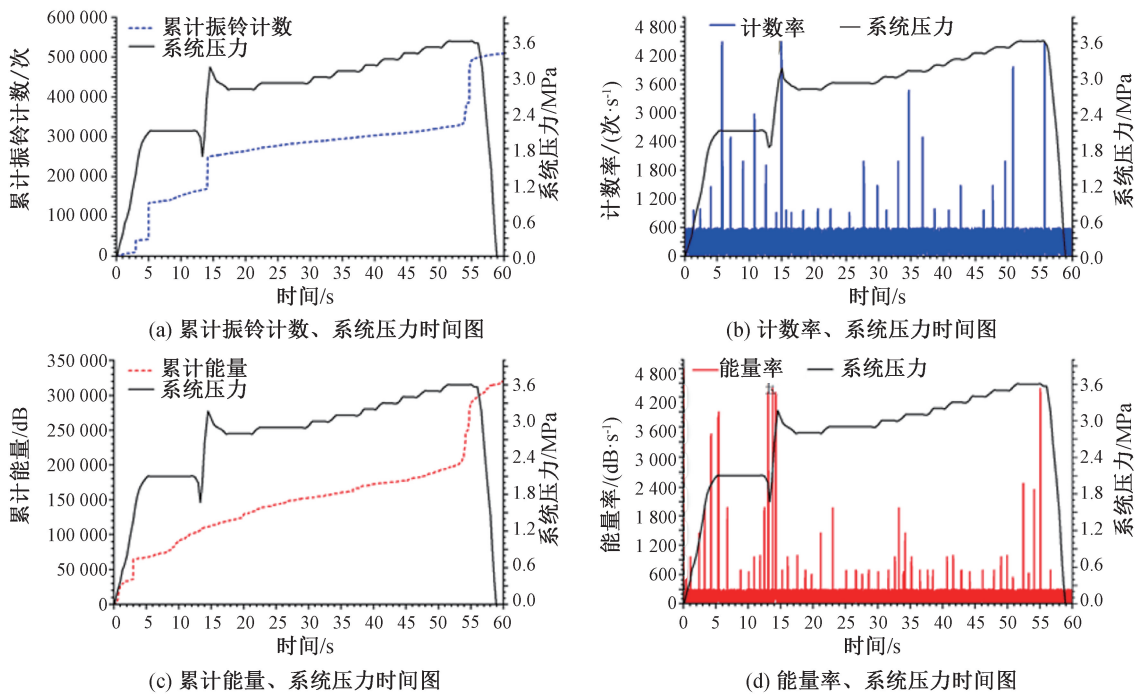 累计振铃计数
系统压力
累计振铃计数/次
600 000
500 000
400 000
300 000
200 000
100 000
0
3.6
3.0
2.4
1.8
1.2
0.6
0.0
系统压力/MPa
0 5 10 15 20 25 30 35 40 45 50 55 60
时间/s
(a) 累计振铃计数、系统压力时间图
计数率
系统压力
计数率/(次·s⁻¹)
4 800
4 200
3 600
3 000
2 400
1 800
1 200
600
0
3.6
3.0
2.4
1.8
1.2
0.6
0.0
系统压力/MPa
0 5 10 15 20 25 30 35 40 45 50 55 60
时间/s
(b) 计数率、系统压力时间图
累计能量
系统压力
累计能量/dB
350 000
300 000
250 000
200 000
150 000
100 000
50 000
0
3.6
3.0
2.4
1.8
1.2
0.6
0.0
系统压力/MPa
0 5 10 15 20 25 30 35 40 45 50 55 60
时间/s
(c) 累计能量、系统压力时间图
能量率
系统压力
能量率/(dB·s⁻¹)
4 800
4 200
3 600
3 000
2 400
1 800
1 200
600
0
3.6
3.0
2.4
1.8
1.2
0.6
0.0
系统压力/MPa
0 5 10 15 20 25 30 35 40 45 50 55 60
时间/s
(d) 能量率、系统压力时间图